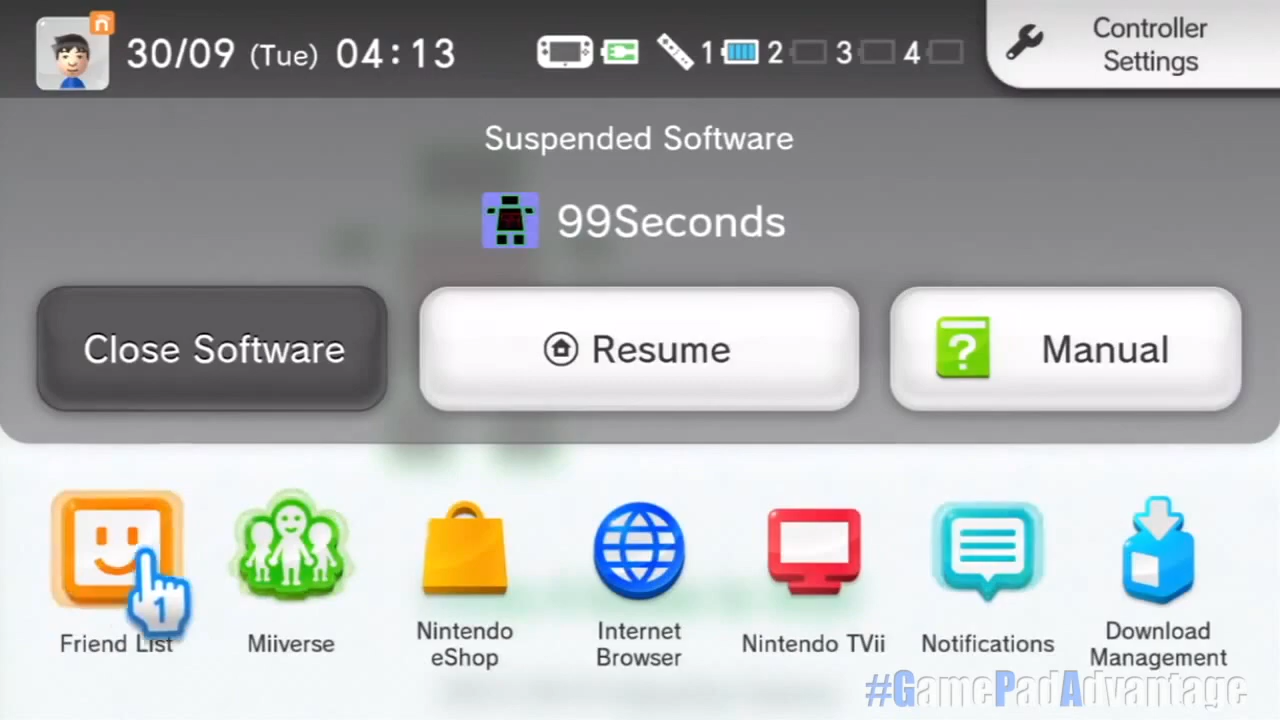 30/09 (Tue) 04:13
1 2 3 4
Controller
Settings
Suspended Software
99Seconds
Close Software
Resume
? Manual
1
Friend List
Miiverse
Nintendo
eShop
Internet
Browser
Nintendo TVii
Notifications
Download
Management
#GamePadAdvantage